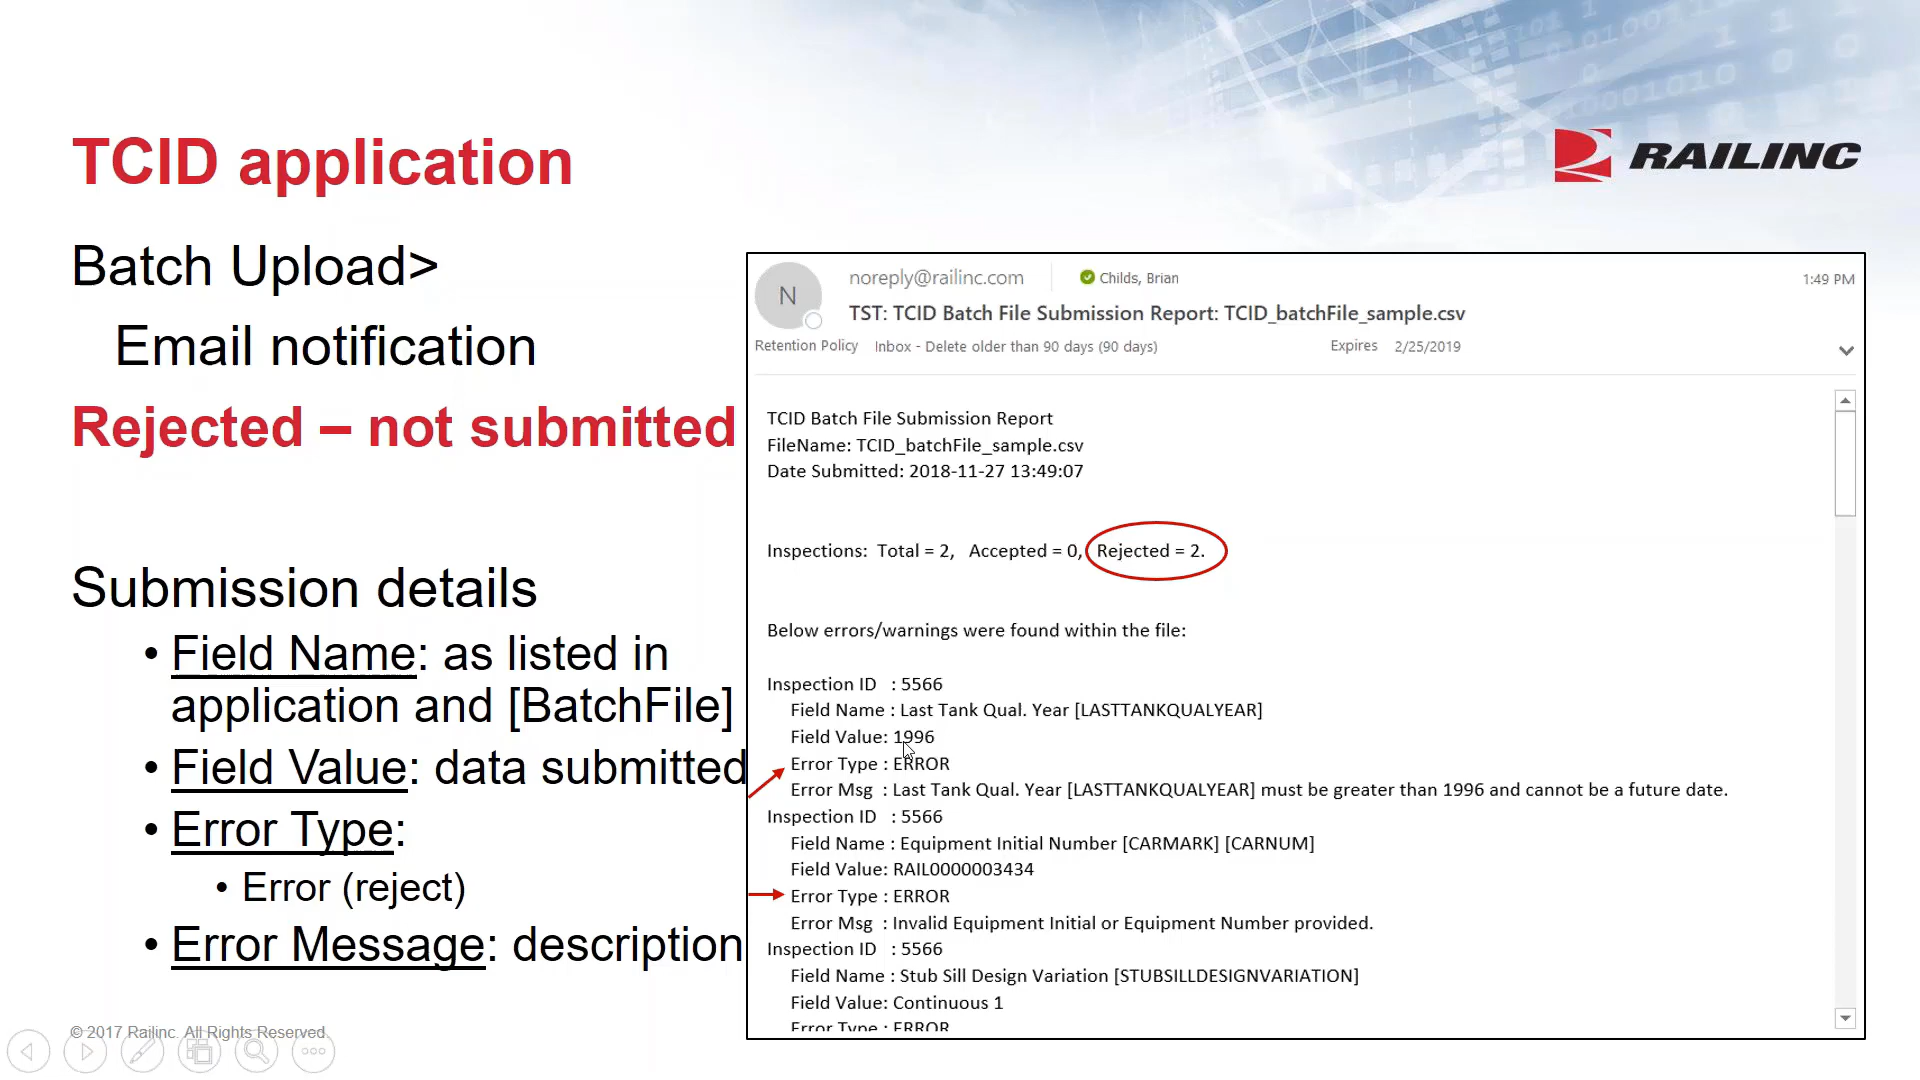 TCID application
RAILINC
Batch Upload>
Email notification
Rejected – not submitted
Submission details
• Field Name: as listed in
application and [BatchFile]
• Field Value: data submitted
• Error Type:
• Error (reject)
• Error Message: description
© 2017 Railinc. All Rights Reserved.
N
noreply@railinc.com
Childs, Brian
1:49 PM
TST: TCID Batch File Submission Report: TCID_batchFile_sample.csv
Retention Policy Inbox - Delete older than 90 days (90 days) Expires 2/25/2019
TCID Batch File Submission Report
FileName: TCID_batchFile_sample.csv
Date Submitted: 2018-11-27 13:49:07
Inspections: Total = 2, Accepted = 0, Rejected = 2.
Below errors/warnings were found within the file:
Inspection ID : 5566
Field Name : Last Tank Qual. Year [LASTTANKQUALYEAR]
Field Value: 1996
Error Type : ERROR
Error Msg : Last Tank Qual. Year [LASTTANKQUALYEAR] must be greater than 1996 and cannot be a future date.
Inspection ID : 5566
Field Name : Equipment Initial Number [CARMARK] [CARNUM]
Field Value: RAIL0000003434
Error Type : ERROR
Error Msg : Invalid Equipment Initial or Equipment Number provided.
Inspection ID : 5566
Field Name : Stub Sill Design Variation [STUBSILLDESIGNVARIATION]
Field Value: Continuous 1
Error Type : ERROR